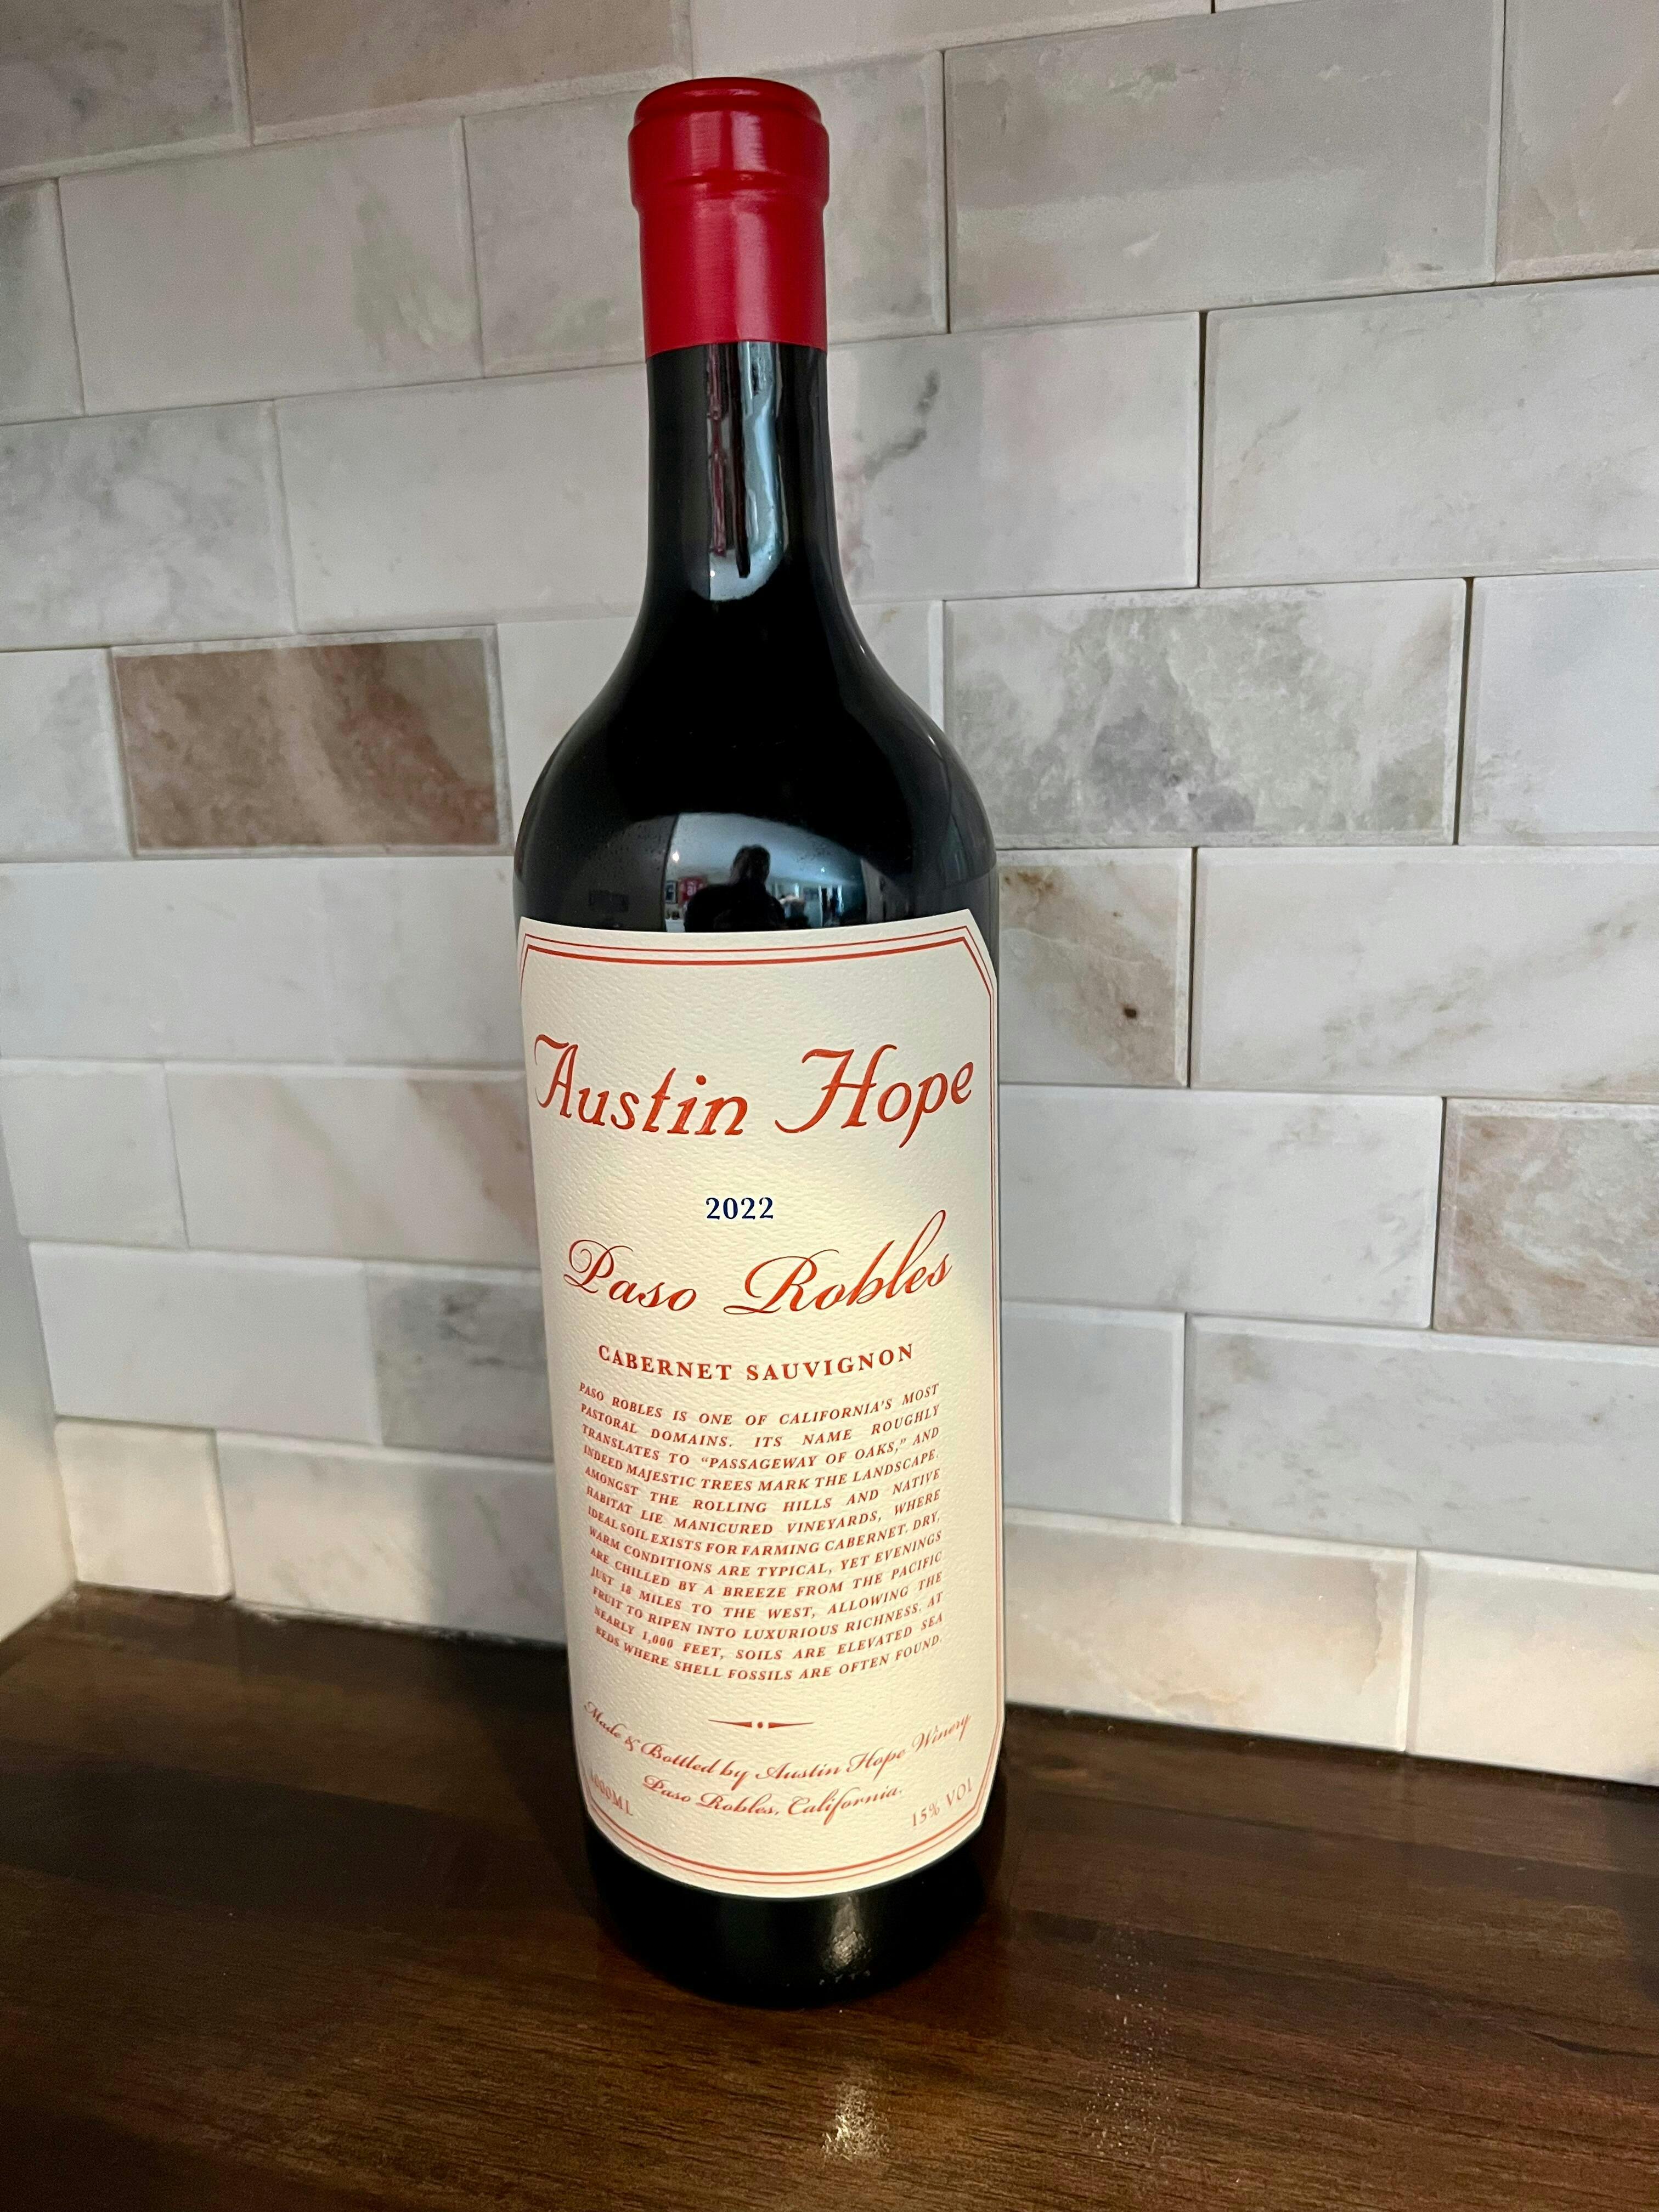 Austin Hope
2022
Paso Robles
CABERNET SAUVIGNON
PASO ROBLES IS ONE OF CALIFORNIA'S MOST
PASTORAL DOMAINS. ITS NAME ROUGHLY
TRANSLATES TO "PASSAGEWAY OF OAKS," AND
INDEED MAJESTIC TREES MARK THE LANDSCAPE.
AMONGST THE ROLLING HILLS AND NATIVE
HABITAT LIE MANICURED VINEYARDS, WHERE
IDEAL SOIL EXISTS FOR FARMING CABERNET. DRY,
WARM CONDITIONS ARE TYPICAL, YET EVENINGS
ARE CHILLED BY A BREEZE FROM THE PACIFIC
JUST 18 MILES TO THE WEST, ALLOWING THE
FRUIT TO RIPEN INTO LUXURIOUS RICHNESS. AT
NEARLY 1,000 FEET, SOILS ARE ELEVATED SEA
BEDS WHERE SHELL FOSSILS ARE OFTEN FOUND.
Made & Bottled by Austin Hope Winery
Paso Robles, California.
1000ML
15% VOL